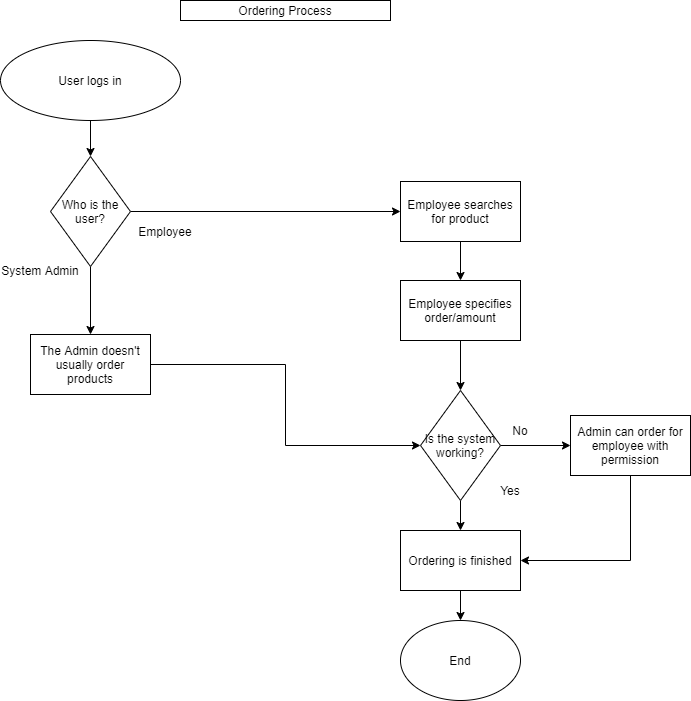 Ordering Process
User logs in
Who is the
user?
Employee
System Admin
The Admin doesn't
usually order
products
Employee searches
for product
Employee specifies
order/amount
Is the system
working?
No
Admin can order for
employee with
permission
Yes
Ordering is finished
End